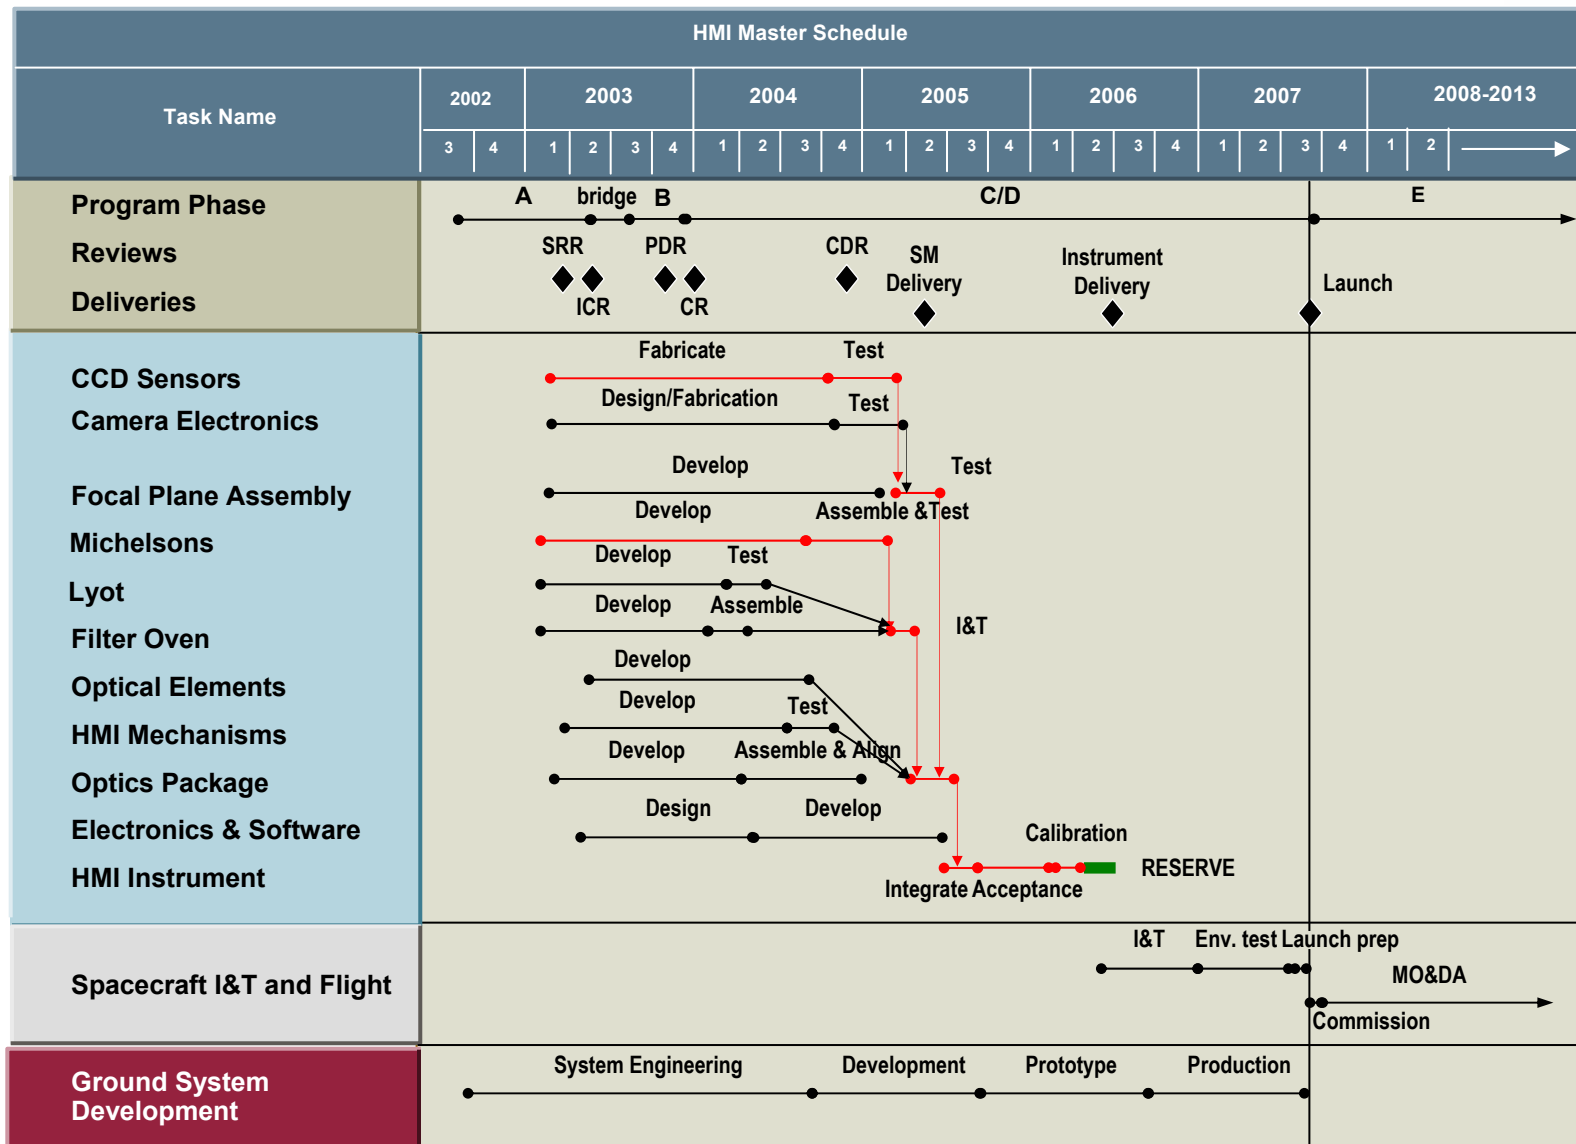 HMI Master Schedule
Task Name
2002 2003 2004 2005 2006 2007 2008-2013
3 4 1 2 3 4 1 2 3 4 1 2 3 4 1 2 3 4 1 2 3 4 1 2
Program Phase
A bridge B C/D E
Reviews
SRR PDR CDR SM Delivery Instrument Delivery
ICR CR
Deliveries
Launch
Fabricate Test
CCD Sensors
Design/Fabrication Test
Camera Electronics
Develop Test
Focal Plane Assembly
Develop Assemble &Test
Michelsons
Develop Test
Lyot
Develop Assemble
Filter Oven
I&T
Develop
Optical Elements
Develop Test
HMI Mechanisms
Develop Assemble & Align
Optics Package
Design Develop
Electronics & Software
Calibration
HMI Instrument
RESERVE
Integrate Acceptance
I&T Env. test Launch prep
Spacecraft I&T and Flight
MO&DA
Commission
System Engineering Development Prototype Production
Ground System
Development